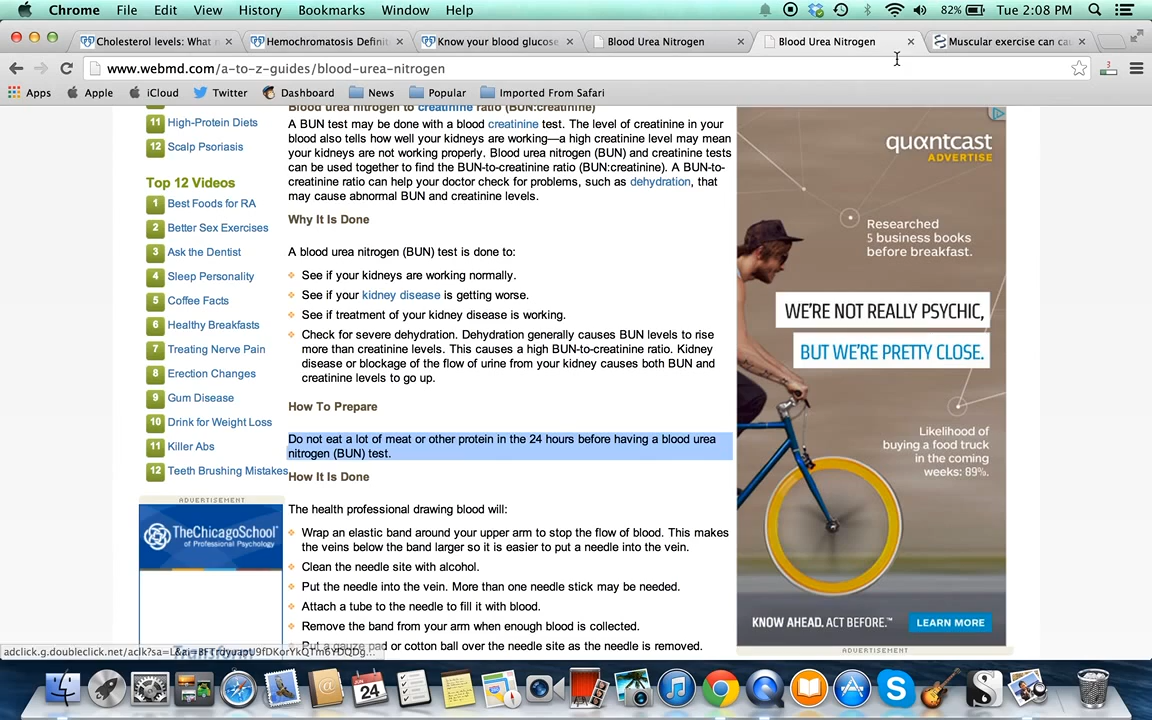 Chrome File Edit View History Bookmarks Window Help 82% Tue 2:08 PM
Cholesterol levels: What
Hemochromatosis Definit
Know your blood glucose
Blood Urea Nitrogen
Blood Urea Nitrogen
Muscular exercise can ca
www.webmd.com/a-to-z-guides/blood-urea-nitrogen
3
Apps Apple iCloud Twitter Dashboard News Popular Imported From Safari
11 High-Protein Diets
12 Scalp Psoriasis
Top 12 Videos
1 Best Foods for RA
2 Better Sex Exercises
3 Ask the Dentist
4 Sleep Personality
5 Coffee Facts
6 Healthy Breakfasts
7 Treating Nerve Pain
8 Erection Changes
9 Gum Disease
10 Drink for Weight Loss
11 Killer Abs
12 Teeth Brushing Mistakes
ADVERTISEMENT
TheChicagoSchool
of Professional Psychology
Blood urea nitrogen to creatinine ratio (BUN:creatinine)
A BUN test may be done with a blood creatinine test. The level of creatinine in your
blood also tells how well your kidneys are working—a high creatinine level may mean
your kidneys are not working properly. Blood urea nitrogen (BUN) and creatinine tests
can be used together to find the BUN-to-creatinine ratio (BUN:creatinine). A BUN-to-
creatinine ratio can help your doctor check for problems, such as dehydration, that
may cause abnormal BUN and creatinine levels.
Why It Is Done
A blood urea nitrogen (BUN) test is done to:
See if your kidneys are working normally.
See if your kidney disease is getting worse.
See if treatment of your kidney disease is working.
Check for severe dehydration. Dehydration generally causes BUN levels to rise
more than creatinine levels. This causes a high BUN-to-creatinine ratio. Kidney
disease or blockage of the flow of urine from your kidney causes both BUN and
creatinine levels to go up.
How To Prepare
Do not eat a lot of meat or other protein in the 24 hours before having a blood urea
nitrogen (BUN) test.
How It Is Done
The health professional drawing blood will:
Wrap an elastic band around your upper arm to stop the flow of blood. This makes
the veins below the band larger so it is easier to put a needle into the vein.
Clean the needle site with alcohol.
Put the needle into the vein. More than one needle stick may be needed.
Attach a tube to the needle to fill it with blood.
Remove the band from your arm when enough blood is collected.
Put a gauze pad or cotton ball over the needle site as the needle is removed.
quantcast
ADVERTISE
Researched
5 business books
before breakfast.
WE'RE NOT REALLY PSYCHIC,
BUT WE'RE PRETTY CLOSE.
Likelihood of
buying a food truck
in the coming
weeks: 89%.
KNOW AHEAD. ACT BEFORE.™ LEARN MORE
ADVERTISEMENT
JUN
24